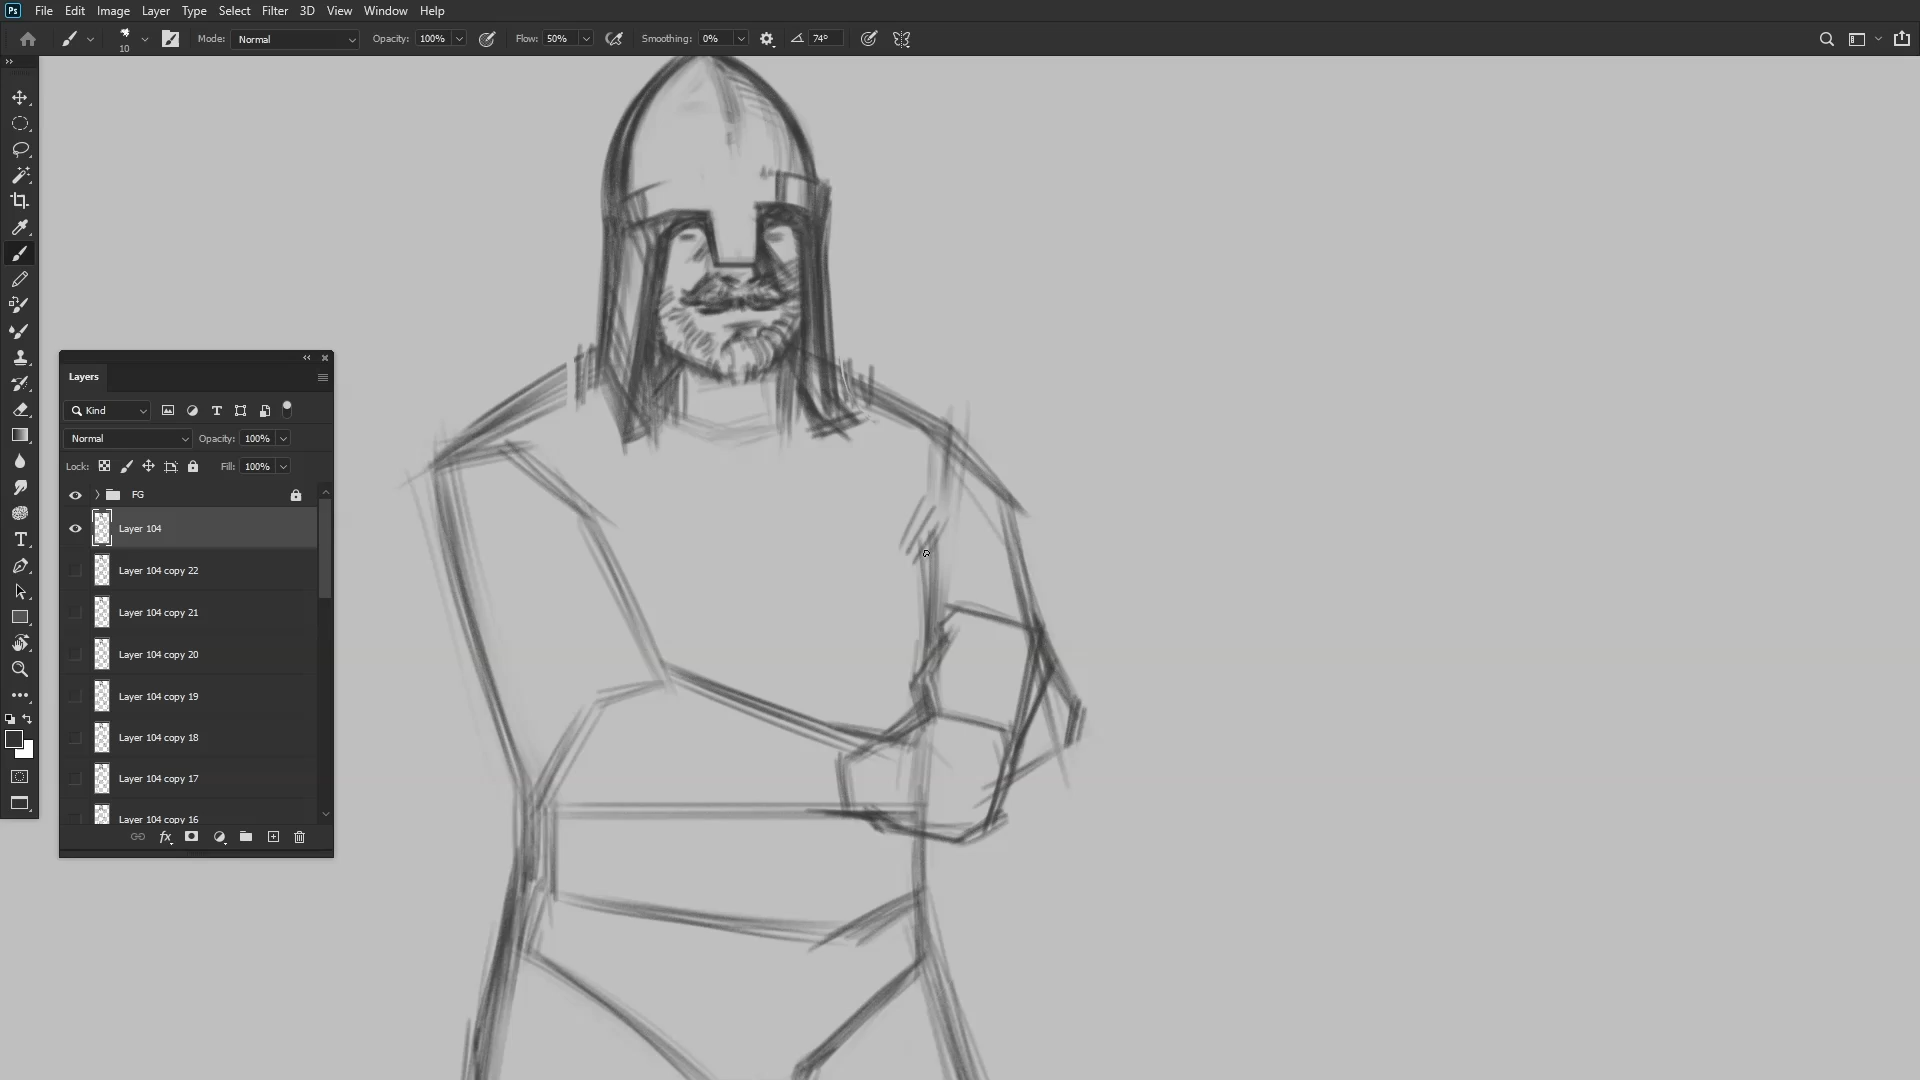 Ps File Edit Image Layer Type Select Filter 3D View Window Help
10 Mode: Normal Opacity: 100% Flow: 50% Smoothing: 0% 74°
Layers
Kind
Normal Opacity: 100%
Lock: Fill: 100%
FG
Layer 104
Layer 104 copy 22
Layer 104 copy 21
Layer 104 copy 20
Layer 104 copy 19
Layer 104 copy 18
Layer 104 copy 17
Layer 104 copy 16
fx